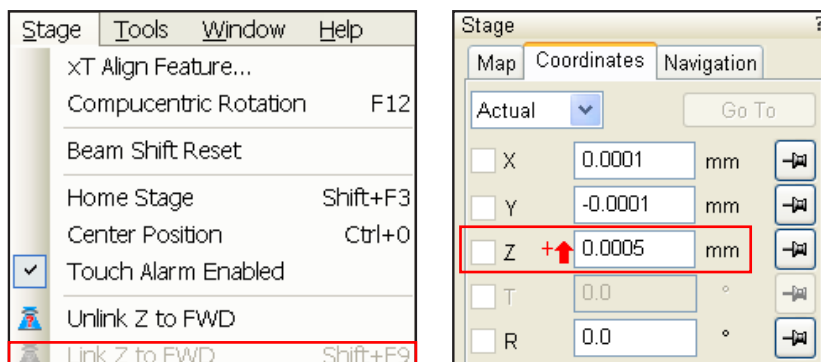 Stage Tools Window Help
xT Align Feature...
Compucentric Rotation F12
Beam Shift Reset
Home Stage Shift+F3
Center Position Ctrl+0
Touch Alarm Enabled
Unlink Z to FWD
Link Z to FWD Shift+F9
Stage ?
Map Coordinates Navigation
Actual Go To
X 0.0001 mm
Y -0.0001 mm
Z + 0.0005 mm
T 0.0 °
R 0.0 °